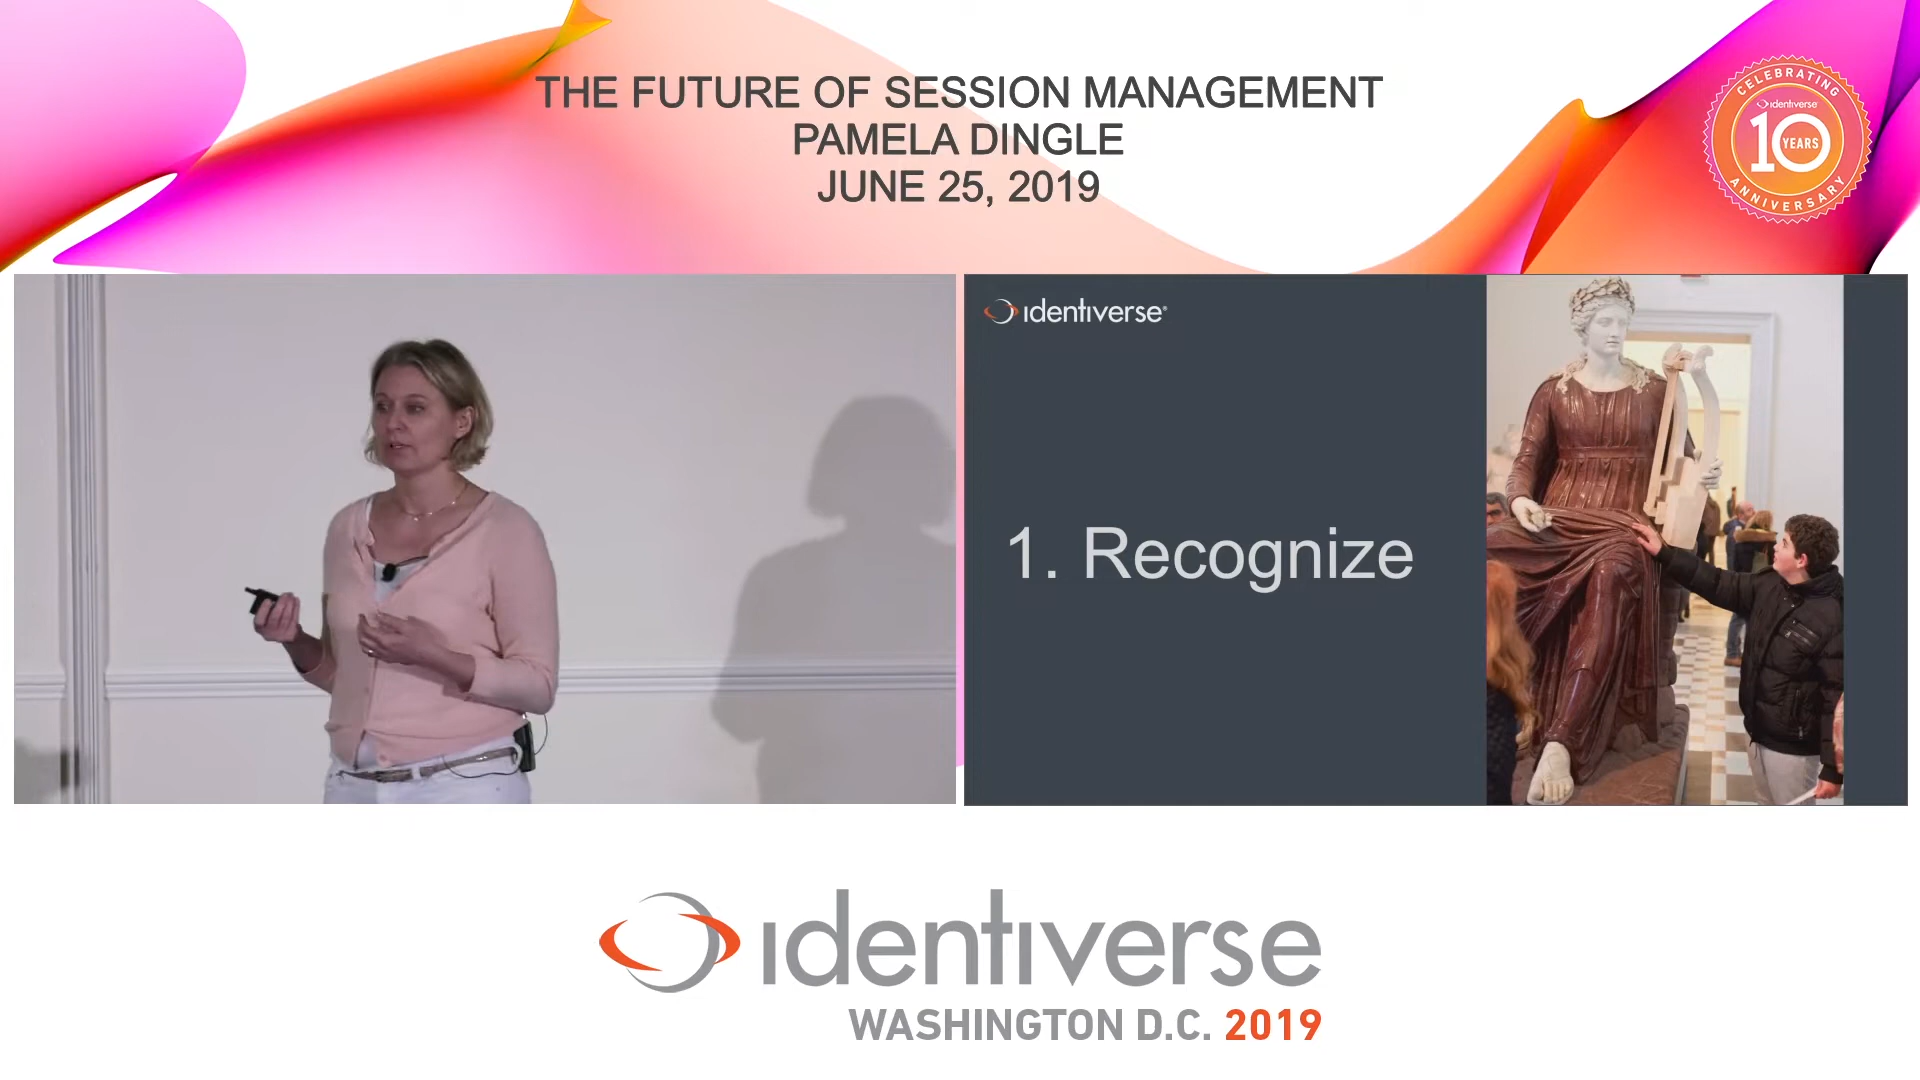 THE FUTURE OF SESSION MANAGEMENT
PAMELA DINGLE
JUNE 25, 2019
CELEBRATING
identiverse
10
YEARS
ANNIVERSARY
identiverse®
1. Recognize
identiverse
WASHINGTON D.C. 2019